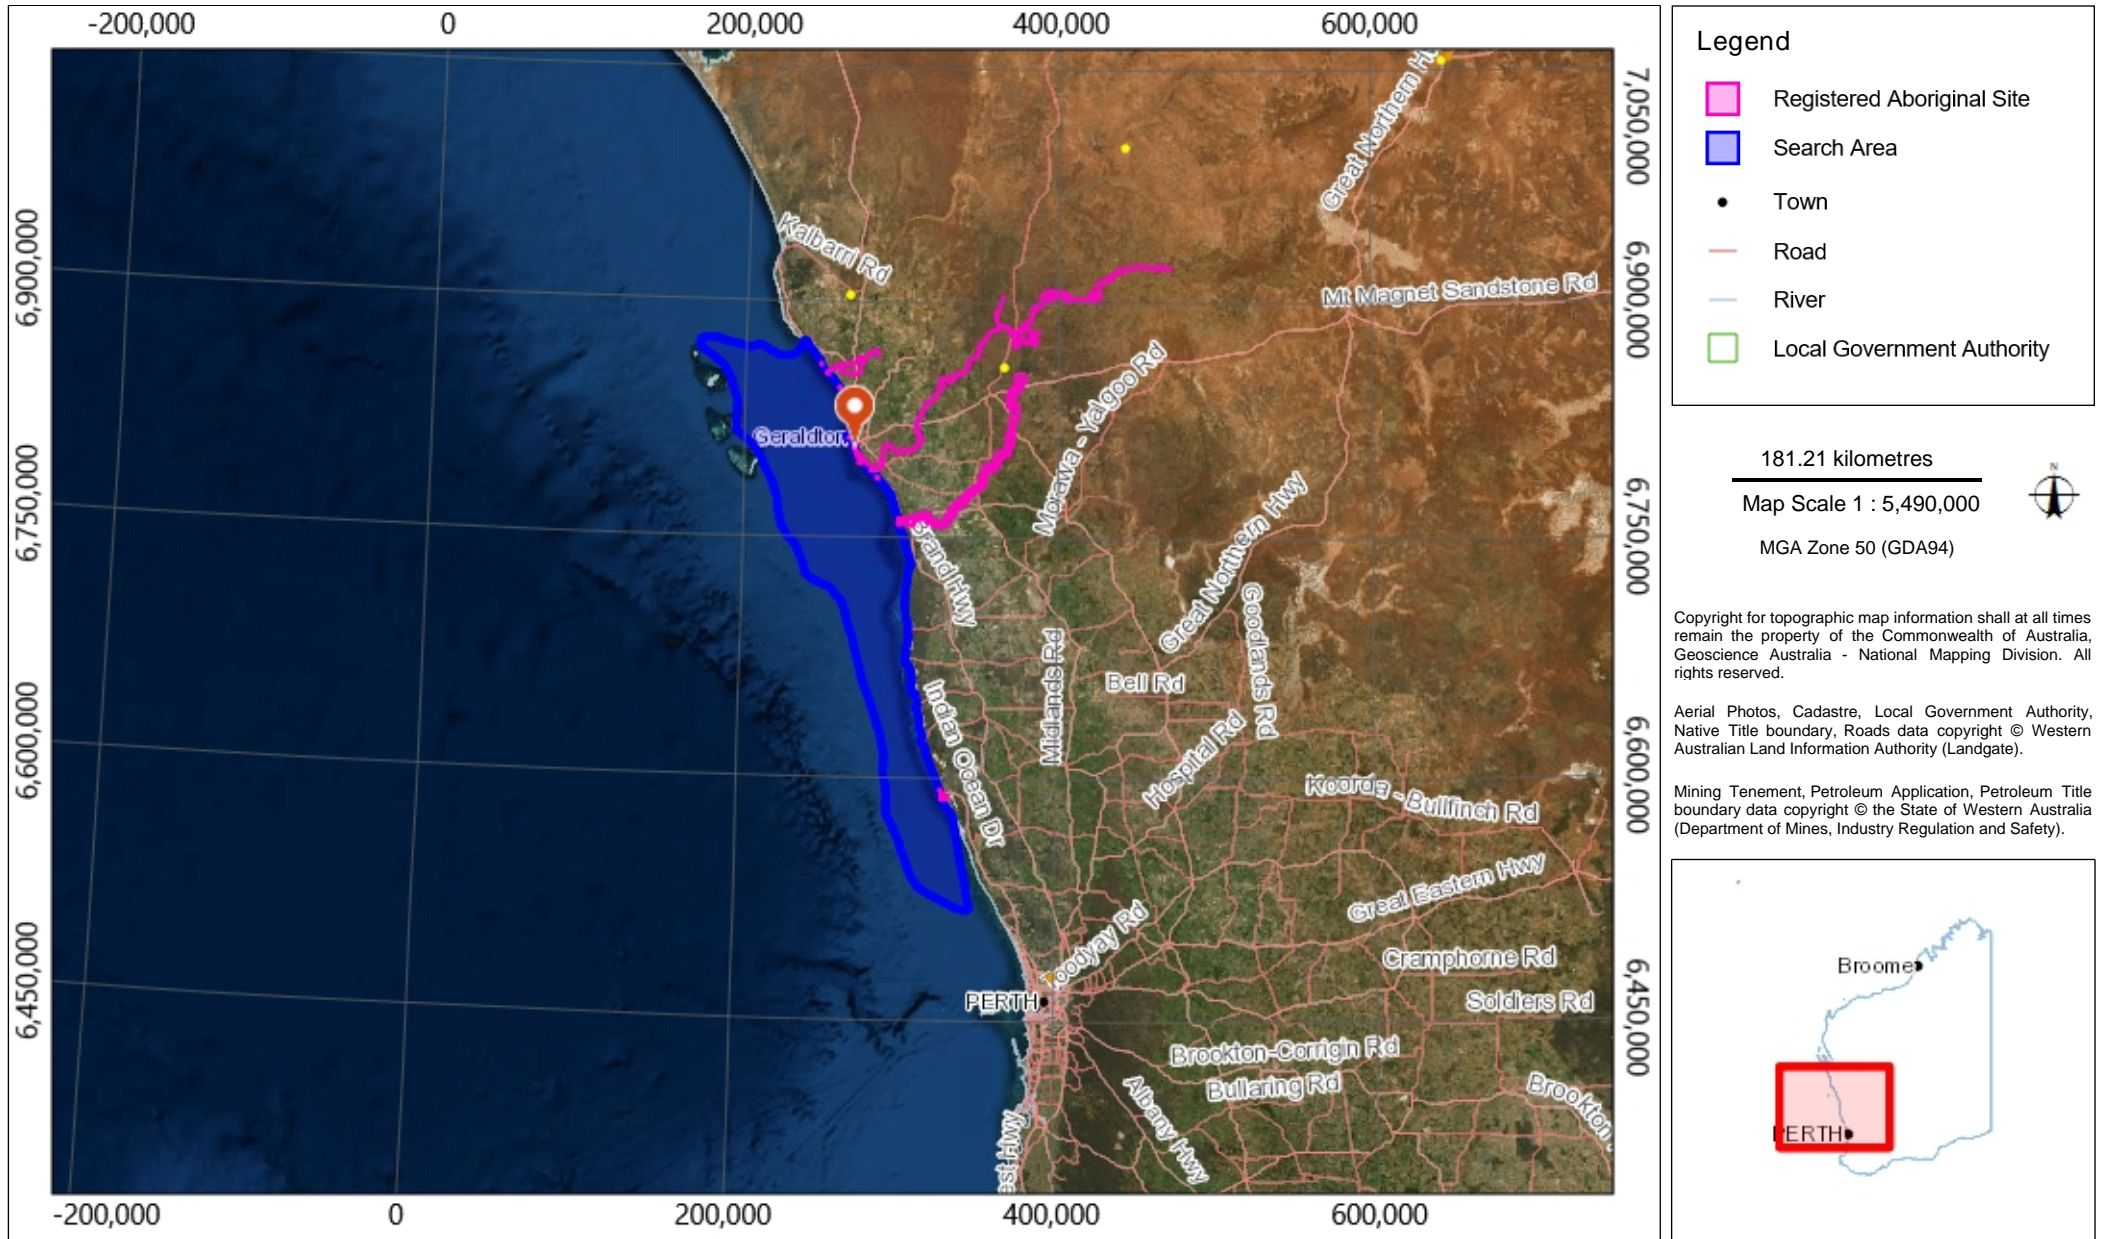 -200,000 0 200,000 400,000 600,000
7,050,000
6,900,000
6,900,000
6,750,000
6,750,000
6,600,000
6,600,000
6,450,000
6,450,000
Great Northern H
Kalbarri Rd
Mt Magnet Sandstone Rd
Morawa - Yalgoo Rd
Geraldton
Brand Hwy
Great Northern Hwy
Goodlands Rd
Midlands Rd
Bell Rd
Indian Ocean Dr
Hospital Rd
Koorda - Bullfinch Rd
Great Eastern Hwy
Toodyay Rd
Cramphorne Rd
PERTH
Soldiers Rd
Brookton-Corrigin Rd
Bullaring Rd
Albany Hwy
Brookton
est Hwy
-200,000 0 200,000 400,000 600,000
Legend
Registered Aboriginal Site
Search Area
Town
Road
River
Local Government Authority
181.21 kilometres
Map Scale 1 : 5,490,000
MGA Zone 50 (GDA94)
N
Copyright for topographic map information shall at all times
remain the property of the Commonwealth of Australia,
Geoscience Australia - National Mapping Division. All
rights reserved.
Aerial Photos, Cadastre, Local Government Authority,
Native Title boundary, Roads data copyright © Western
Australian Land Information Authority (Landgate).
Mining Tenement, Petroleum Application, Petroleum Title
boundary data copyright © the State of Western Australia
(Department of Mines, Industry Regulation and Safety).
Broome
PERTH